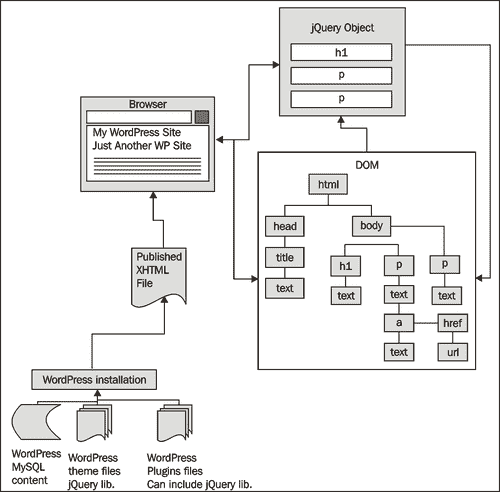 jQuery Object
h1
p
p
Browser
My WordPress Site
Just Another WP Site
DOM
html
head
body
title
text
h1
p
p
text
text
text
a
href
text
url
Published
XHTML
File
WordPress installation
WordPress
MySQL
content
WordPress
theme files
jQuery lib.
WordPress
Plugins files
Can include jQuery lib.